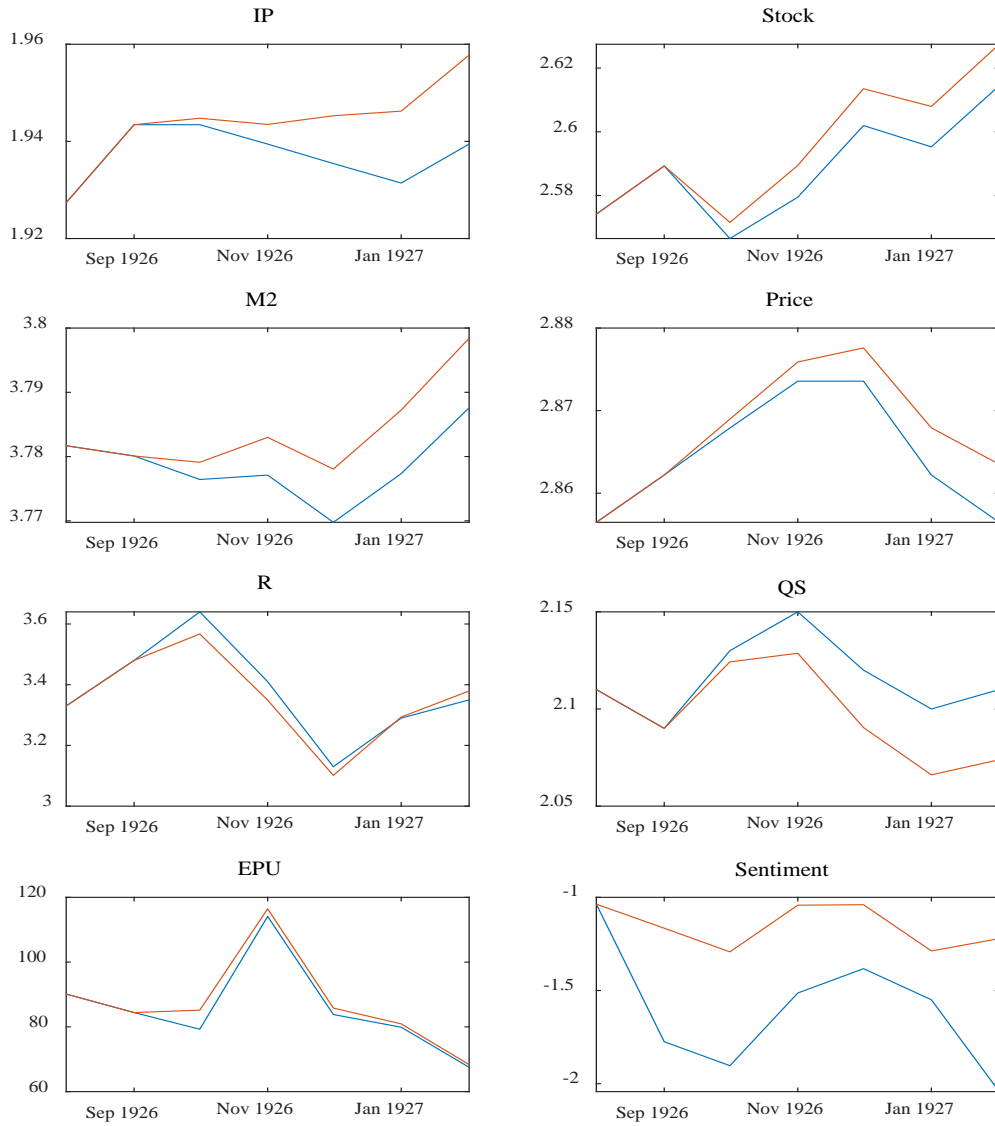 IP
1.96
1.94
1.92
Sep 1926 Nov 1926 Jan 1927
Stock
2.62
2.6
2.58
Sep 1926 Nov 1926 Jan 1927
M2
3.8
3.79
3.78
3.77
Sep 1926 Nov 1926 Jan 1927
Price
2.88
2.87
2.86
Sep 1926 Nov 1926 Jan 1927
R
3.6
3.4
3.2
3
Sep 1926 Nov 1926 Jan 1927
QS
2.15
2.1
2.05
Sep 1926 Nov 1926 Jan 1927
EPU
120
100
80
60
Sep 1926 Nov 1926 Jan 1927
Sentiment
-1
-1.5
-2
Sep 1926 Nov 1926 Jan 1927